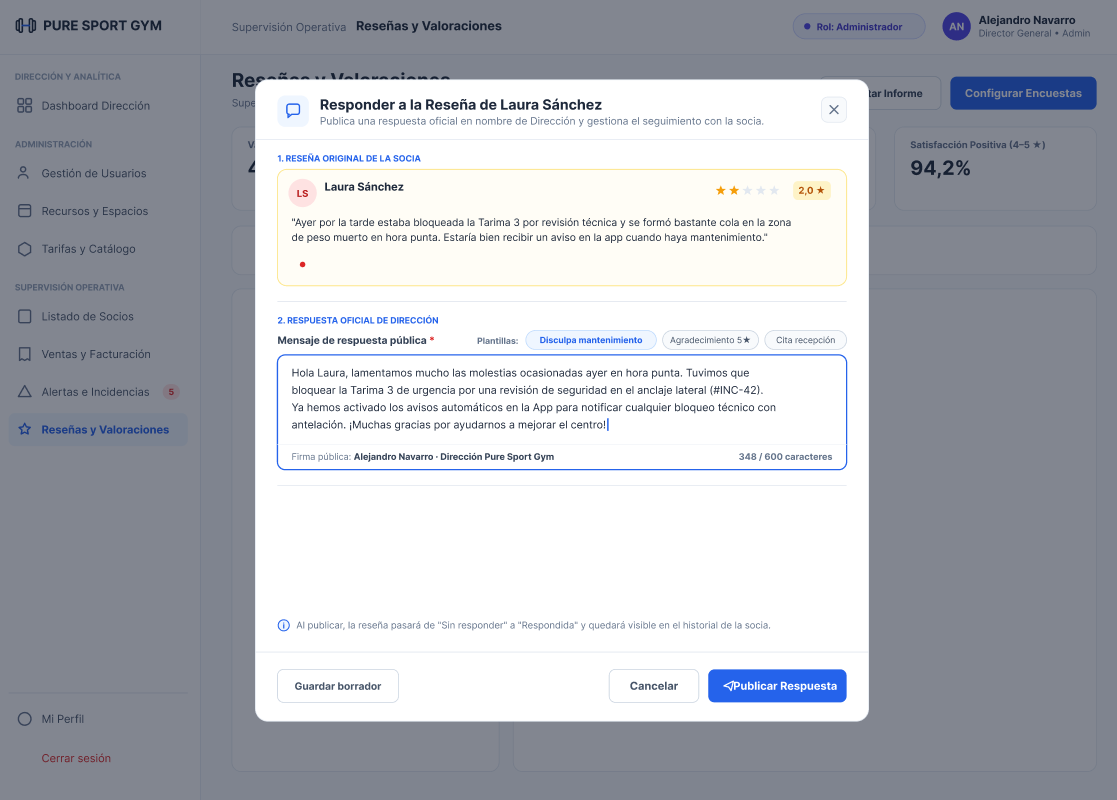 PURE SPORT GYM
Supervisión Operativa Reseñas y Valoraciones
Rol: Administrador
AN
Alejandro Navarro
Director General • Admin
DIRECCIÓN Y ANALÍTICA
Dashboard Dirección
ADMINISTRACIÓN
Gestión de Usuarios
Recursos y Espacios
Tarifas y Catálogo
SUPERVISIÓN OPERATIVA
Listado de Socios
Ventas y Facturación
Alertas e Incidencias 5
Reseñas y Valoraciones
Mi Perfil
Cerrar sesión
Reseñas y Valoraciones
Supe
tar Informe
Configurar Encuestas
Satisfacción Positiva (4–5 ★)
94,2%
Responder a la Reseña de Laura Sánchez
Publica una respuesta oficial en nombre de Dirección y gestiona el seguimiento con la socia.
1. RESEÑA ORIGINAL DE LA SOCIA
LS
Laura Sánchez
★★★★★ 2,0 ★
"Ayer por la tarde estaba bloqueada la Tarima 3 por revisión técnica y se formó bastante cola en la zona
de peso muerto en hora punta. Estaría bien recibir un aviso en la app cuando haya mantenimiento."
2. RESPUESTA OFICIAL DE DIRECCIÓN
Mensaje de respuesta pública *
Plantillas: Disculpa mantenimiento Agradecimiento 5★ Cita recepción
Hola Laura, lamentamos mucho las molestias ocasionadas ayer en hora punta. Tuvimos que
bloquear la Tarima 3 de urgencia por una revisión de seguridad en el anclaje lateral (#INC-42).
Ya hemos activado los avisos automáticos en la App para notificar cualquier bloqueo técnico con
antelación. ¡Muchas gracias por ayudarnos a mejorar el centro!
Firma pública: Alejandro Navarro · Dirección Pure Sport Gym
348 / 600 caracteres
Al publicar, la reseña pasará de "Sin responder" a "Respondida" y quedará visible en el historial de la socia.
Guardar borrador
Cancelar
Publicar Respuesta